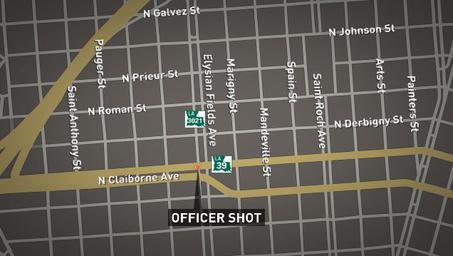 N Galvez St
N Johnson St
Pauger St
N Prieur St
Elysian Fields Ave
Marigny St
Spain St
Saint Roch Ave
Arts St
Painters St
Saint Anthony St
N Roman St
LA
3021
Mandeville St
N Derbigny St
LA
39
N Claiborne Ave
OFFICER SHOT